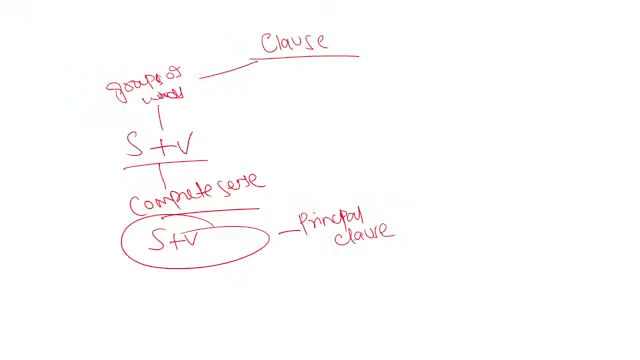 Clause
groups of
words
S+V
Complete sense
S+V
Principal
clause